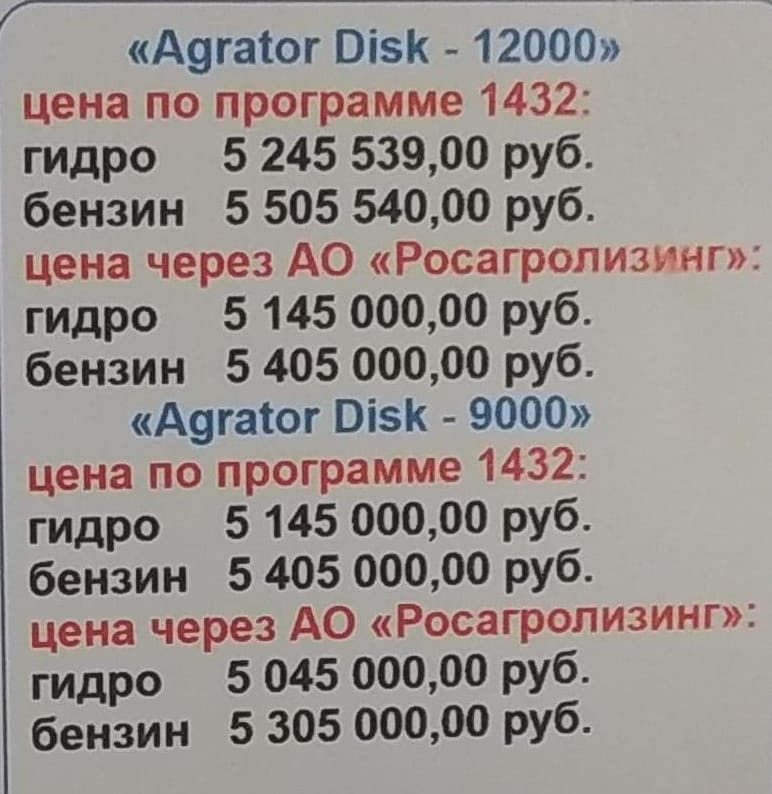 «Agrator Disk - 12000»
цена по программе 1432:
гидро 5 245 539,00 руб.
бензин 5 505 540,00 руб.
цена через АО «Росагролизинг»:
гидро 5 145 000,00 руб.
бензин 5 405 000,00 руб.
«Agrator Disk - 9000»
цена по программе 1432:
гидро 5 145 000,00 руб.
бензин 5 405 000,00 руб.
цена через АО «Росагролизинг»:
гидро 5 045 000,00 руб.
бензин 5 305 000,00 руб.